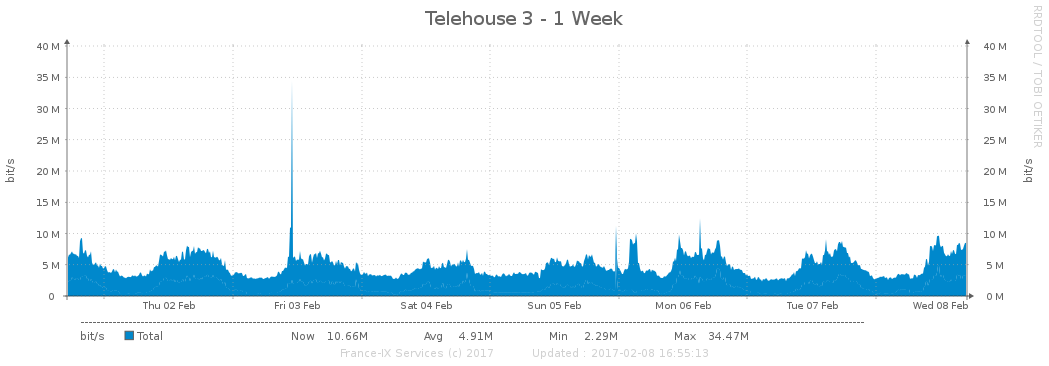 Telehouse 3 - 1 Week
RRDTOOL / TOBI OETIKER
40 M 40 M
35 M 35 M
30 M 30 M
25 M 25 M
20 M 20 M
15 M 15 M
10 M 10 M
5 M 5 M
0 0 M
bit/s bit/s
Thu 02 Feb Fri 03 Feb Sat 04 Feb Sun 05 Feb Mon 06 Feb Tue 07 Feb Wed 08 Feb
bit/s Total Now 10.66M Avg 4.91M Min 2.29M Max 34.47M
France-IX Services (c) 2017 Updated : 2017-02-08 16:55:13